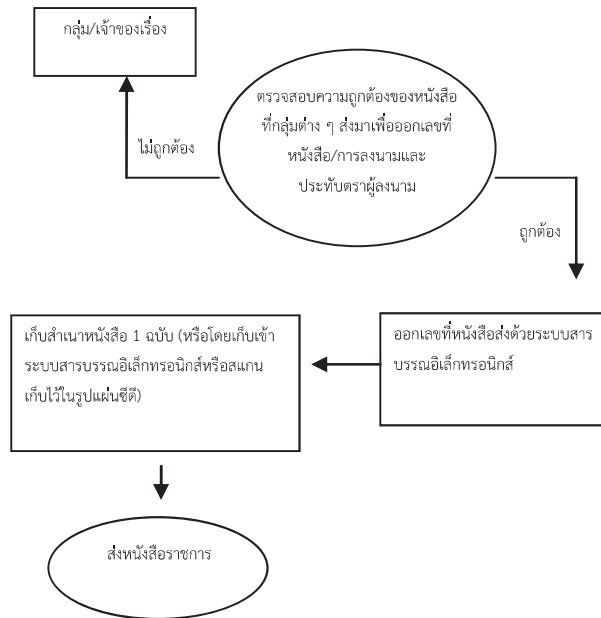 กลุ่ม/เจ้าของเรื่อง
ตรวจสอบความถูกต้องของหนังสือ
ที่กลุ่มต่าง ๆ ส่งมาเพื่อออกเลขที่
หนังสือ/การลงนามและ
ประทับตราผู้ลงนาม
ไม่ถูกต้อง
ถูกต้อง
ออกเลขที่หนังสือส่งด้วยระบบสาร
บรรณอิเล็กทรอนิกส์
เก็บสำเนาหนังสือ 1 ฉบับ (หรือโดยเก็บเข้า
ระบบสารบรรณอิเล็กทรอนิกส์หรือสแกน
เก็บไว้ในรูปแผ่นซีดี)
ส่งหนังสือราชการ